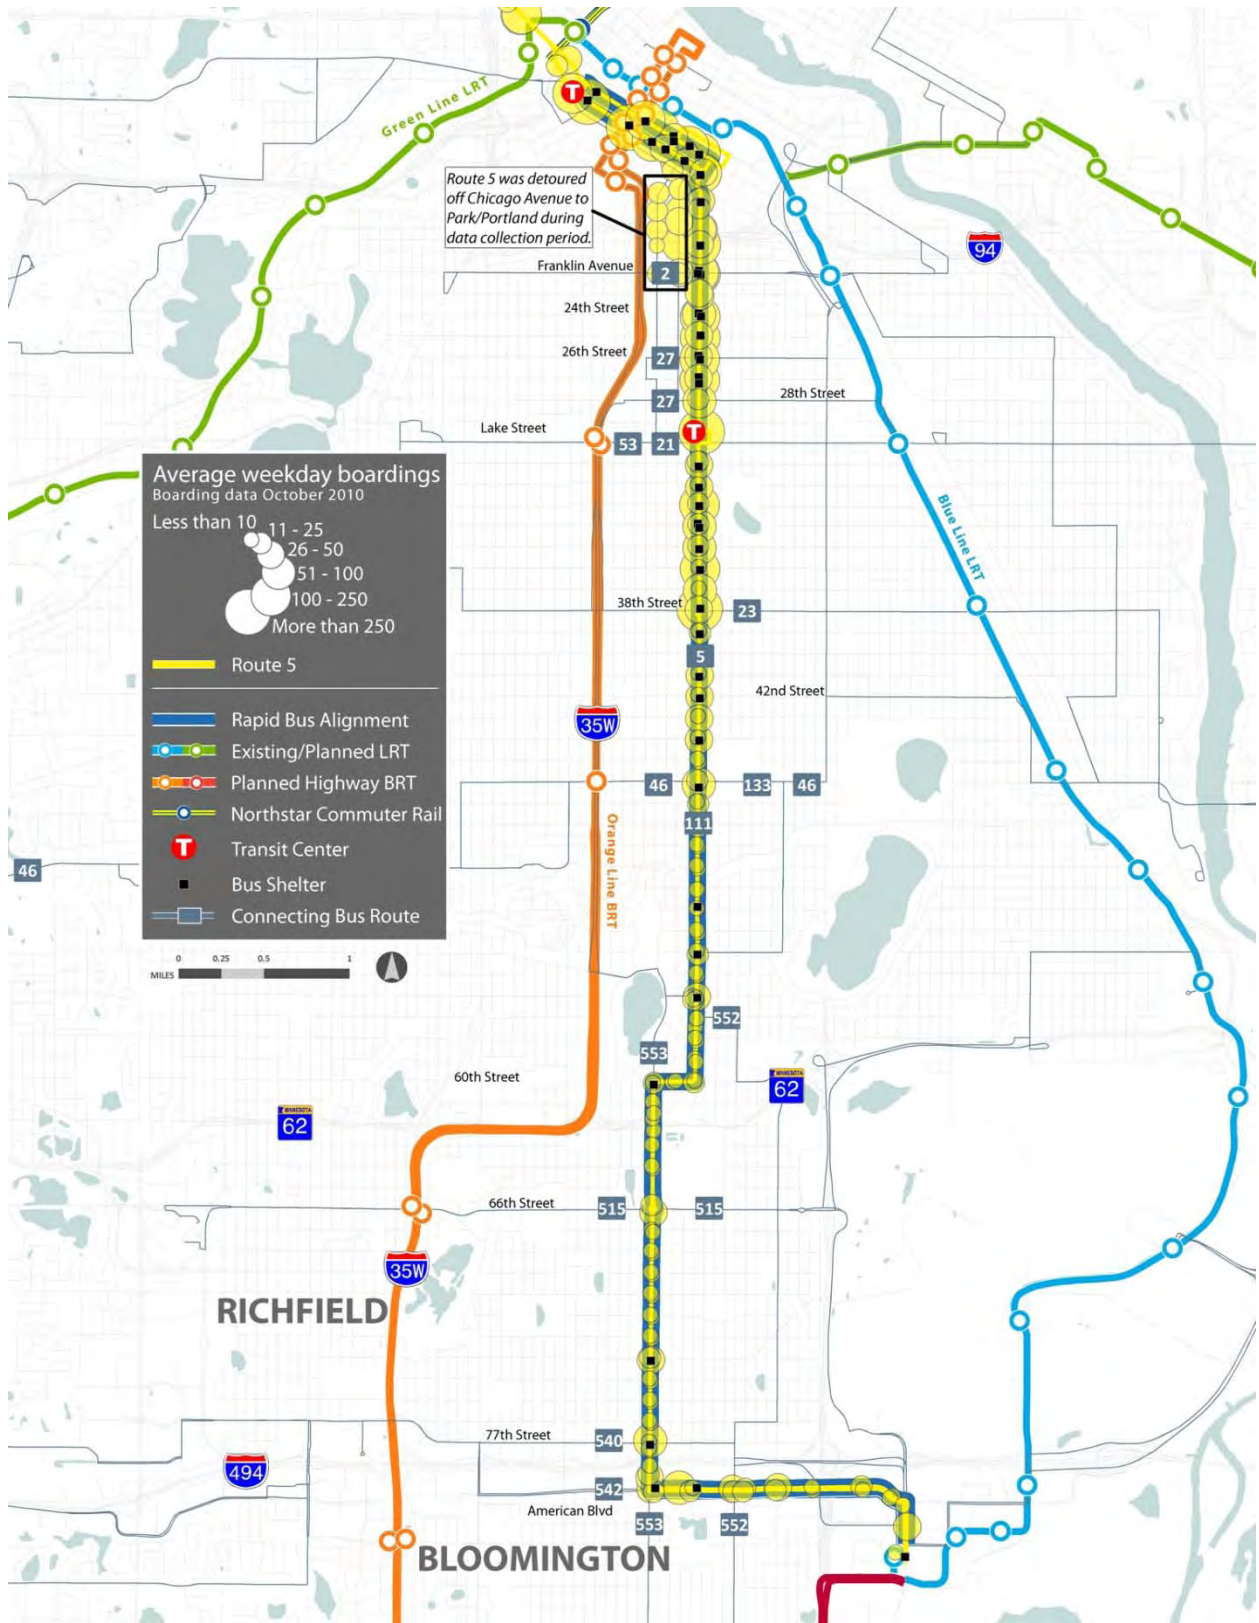 Green Line LRT
Route 5 was detoured
off Chicago Avenue to
Park/Portland during
data collection period.
94
Franklin Avenue
2
24th Street
26th Street
27
27
28th Street
Lake Street
53
21
Average weekday boardings
Boarding data October 2010
Less than 10
11 - 25
26 - 50
51 - 100
100 - 250
More than 250
Route 5
Rapid Bus Alignment
Existing/Planned LRT
Planned Highway BRT
Northstar Commuter Rail
T
Transit Center
Bus Shelter
Connecting Bus Route
T
T
Blue Line LRT
38th Street
23
5
42nd Street
35W
46
133
46
111
Orange Line BRT
46
0
0.25
0.5
1
MILES
552
553
60th Street
MINNESOTA
62
MINNESOTA
62
66th Street
515
515
35W
RICHFIELD
77th Street
540
494
542
American Blvd
553
552
BLOOMINGTON